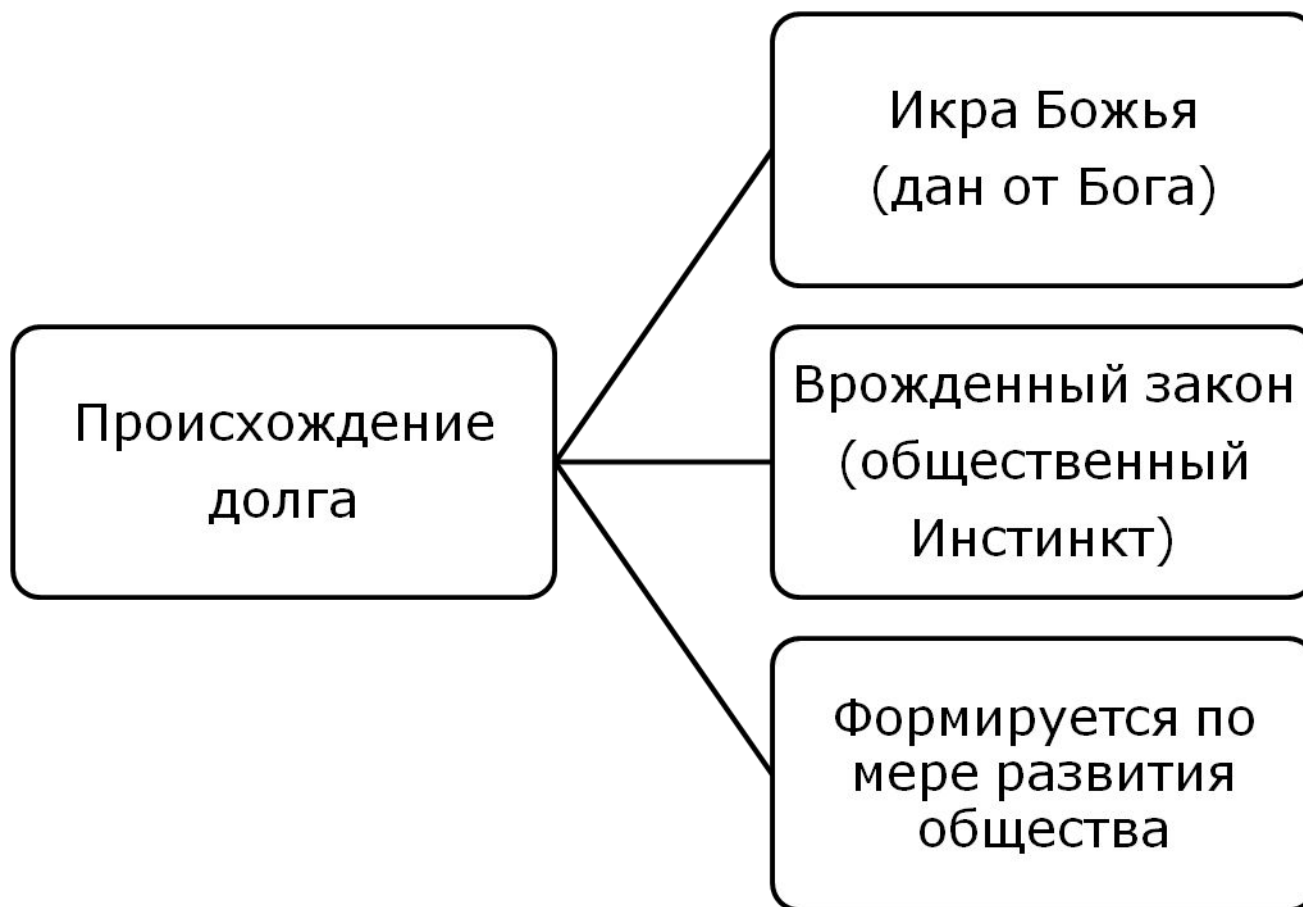 Происхождение
долга
Икра Божья
(дан от Бога)
Врожденный закон
(общественный
Инстинкт)
Формируется по
мере развития
общества